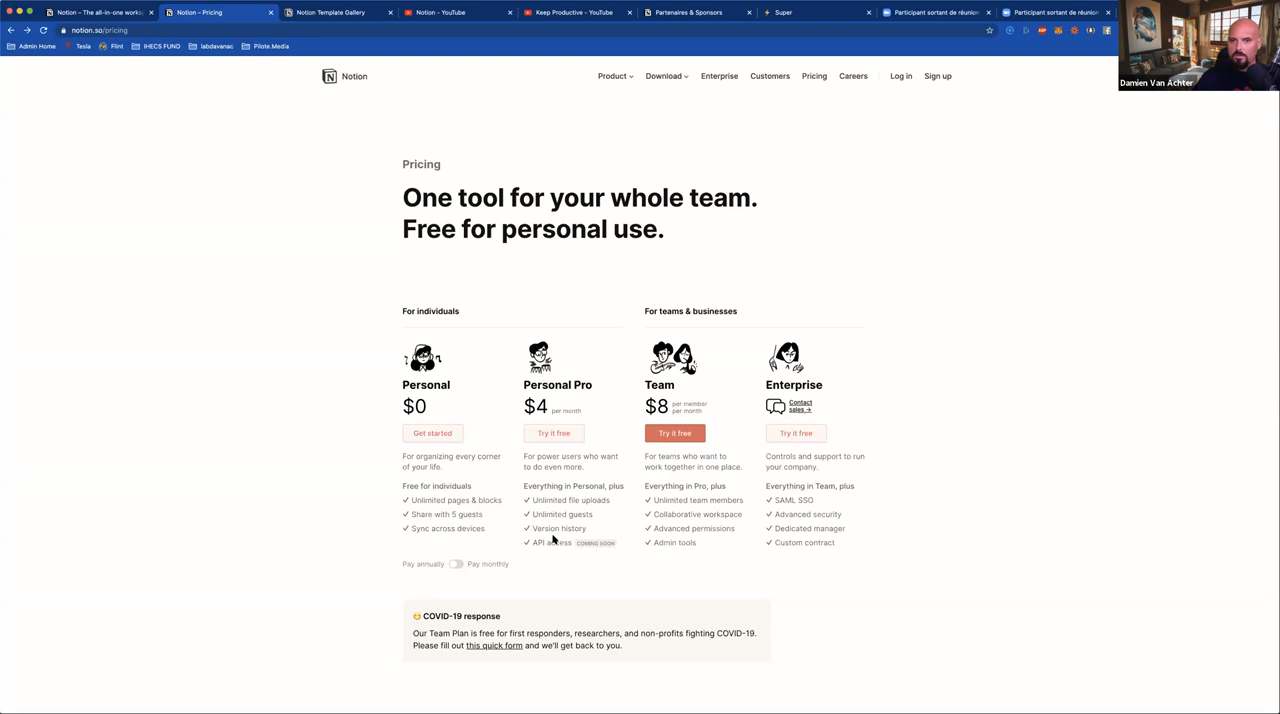 Notion – The all-in-one works
Notion – Pricing
Notion Template Gallery
Notion - YouTube
Keep Productive - YouTube
Partenaires & Sponsors
Super
Participant sortant de réunion
Participant sortant de réunion
notion.so/pricing
Admin Home
Tesla
Flint
IHECS FUND
labdavanac
Pilote.Media
Damien Van Achter
Notion
Product
Download
Enterprise
Customers
Pricing
Careers
Log in
Sign up
Pricing
One tool for your whole team.
Free for personal use.
For individuals
For teams & businesses
Personal
$0
Get started
For organizing every corner
of your life.
Free for individuals
✓ Unlimited pages & blocks
✓ Share with 5 guests
✓ Sync across devices
Personal Pro
$4 per month
Try it free
For power users who want
to do even more.
Everything in Personal, plus
✓ Unlimited file uploads
✓ Unlimited guests
✓ Version history
✓ API access COMING SOON
Team
$8 per member
per month
Try it free
For teams who want to
work together in one place.
Everything in Pro, plus
✓ Unlimited team members
✓ Collaborative workspace
✓ Advanced permissions
✓ Admin tools
Enterprise
Contact
sales →
Try it free
Controls and support to run
your company.
Everything in Team, plus
✓ SAML SSO
✓ Advanced security
✓ Dedicated manager
✓ Custom contract
Pay annually
Pay monthly
COVID-19 response
Our Team Plan is free for first responders, researchers, and non-profits fighting COVID-19.
Please fill out this quick form and we'll get back to you.